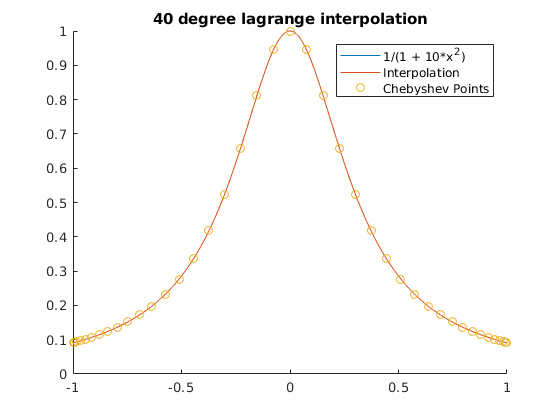 40 degree lagrange interpolation
1/(1 + 10*x²)
Interpolation
Chebyshev Points
1
0.9
0.8
0.7
0.6
0.5
0.4
0.3
0.2
0.1
0
-1 -0.5 0 0.5 1